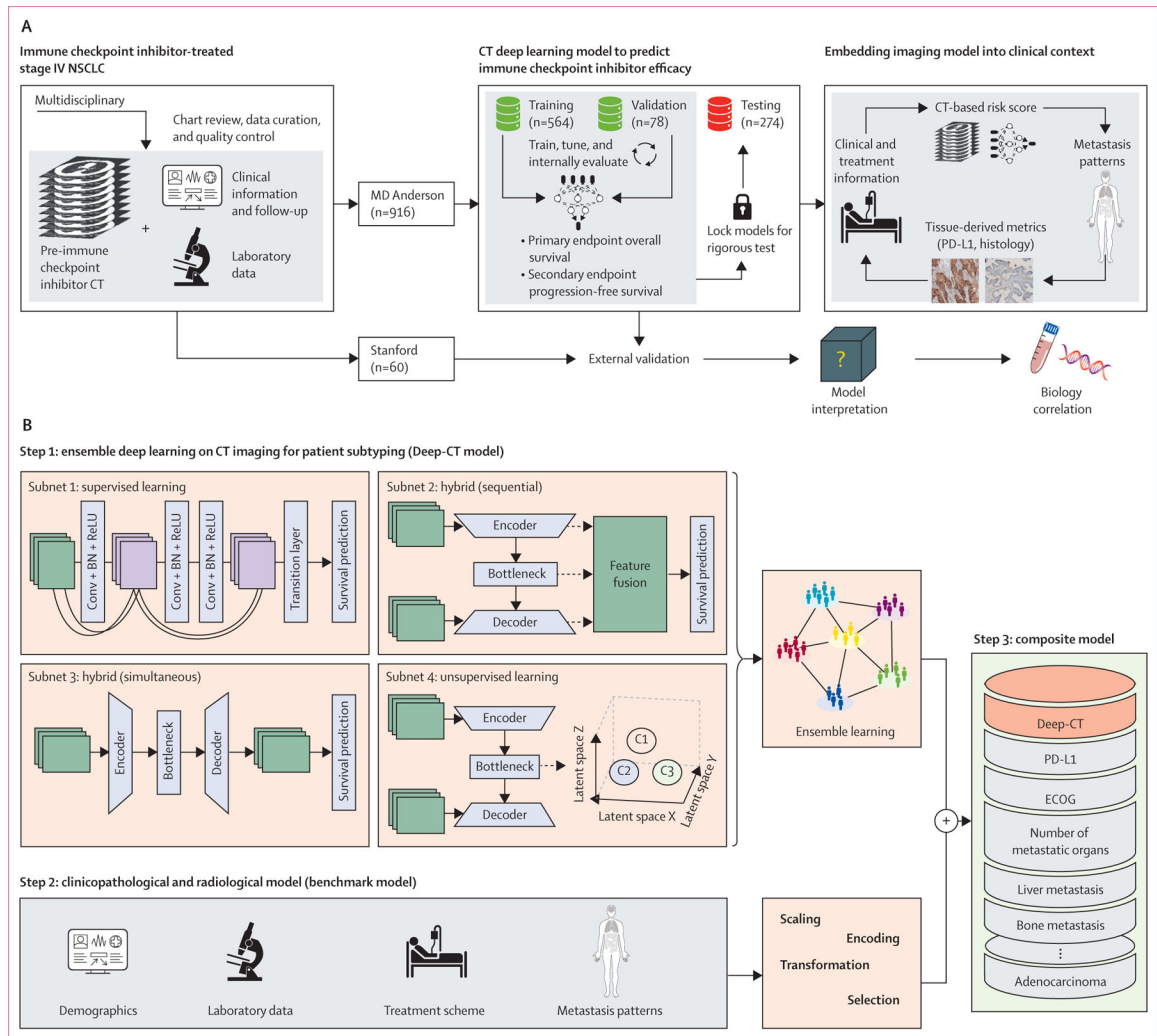 A
Immune checkpoint inhibitor-treated
stage IV NSCLC
Multidisciplinary
Chart review, data curation,
and quality control
Clinical
information
and follow-up
+
Laboratory
data
Pre-immune
checkpoint
inhibitor CT
MD Anderson
(n=916)
Stanford
(n=60)
CT deep learning model to predict
immune checkpoint inhibitor efficacy
Training
(n=564)
Validation
(n=78)
Testing
(n=274)
Train, tune, and
internally evaluate
• Primary endpoint overall
survival
• Secondary endpoint
progression-free survival
Lock models for
rigorous test
External validation
Embedding imaging model into clinical context
CT-based risk score
Clinical and
treatment
information
Metastasis
patterns
Tissue-derived metrics
(PD-L1, histology)
?
Model
interpretation
Biology
correlation
B
Step 1: ensemble deep learning on CT imaging for patient subtyping (Deep-CT model)
Subnet 1: supervised learning
Conv + BN + ReLU
Conv + BN + ReLU
Conv + BN + ReLU
Transition layer
Survival prediction
Subnet 2: hybrid (sequential)
Encoder
Bottleneck
Decoder
Feature
fusion
Survival prediction
Subnet 3: hybrid (simultaneous)
Encoder
Bottleneck
Decoder
Survival prediction
Subnet 4: unsupervised learning
Encoder
Bottleneck
Decoder
Latent space Z
C1
C2
C3
Latent space X
Latent space Y
Ensemble learning
Step 2: clinicopathological and radiological model (benchmark model)
Demographics
Laboratory data
Treatment scheme
Metastasis patterns
Scaling
Encoding
Transformation
Selection
+
Step 3: composite model
Deep-CT
PD-L1
ECOG
Number of
metastatic organs
Liver metastasis
Bone metastasis
⋮
Adenocarcinoma